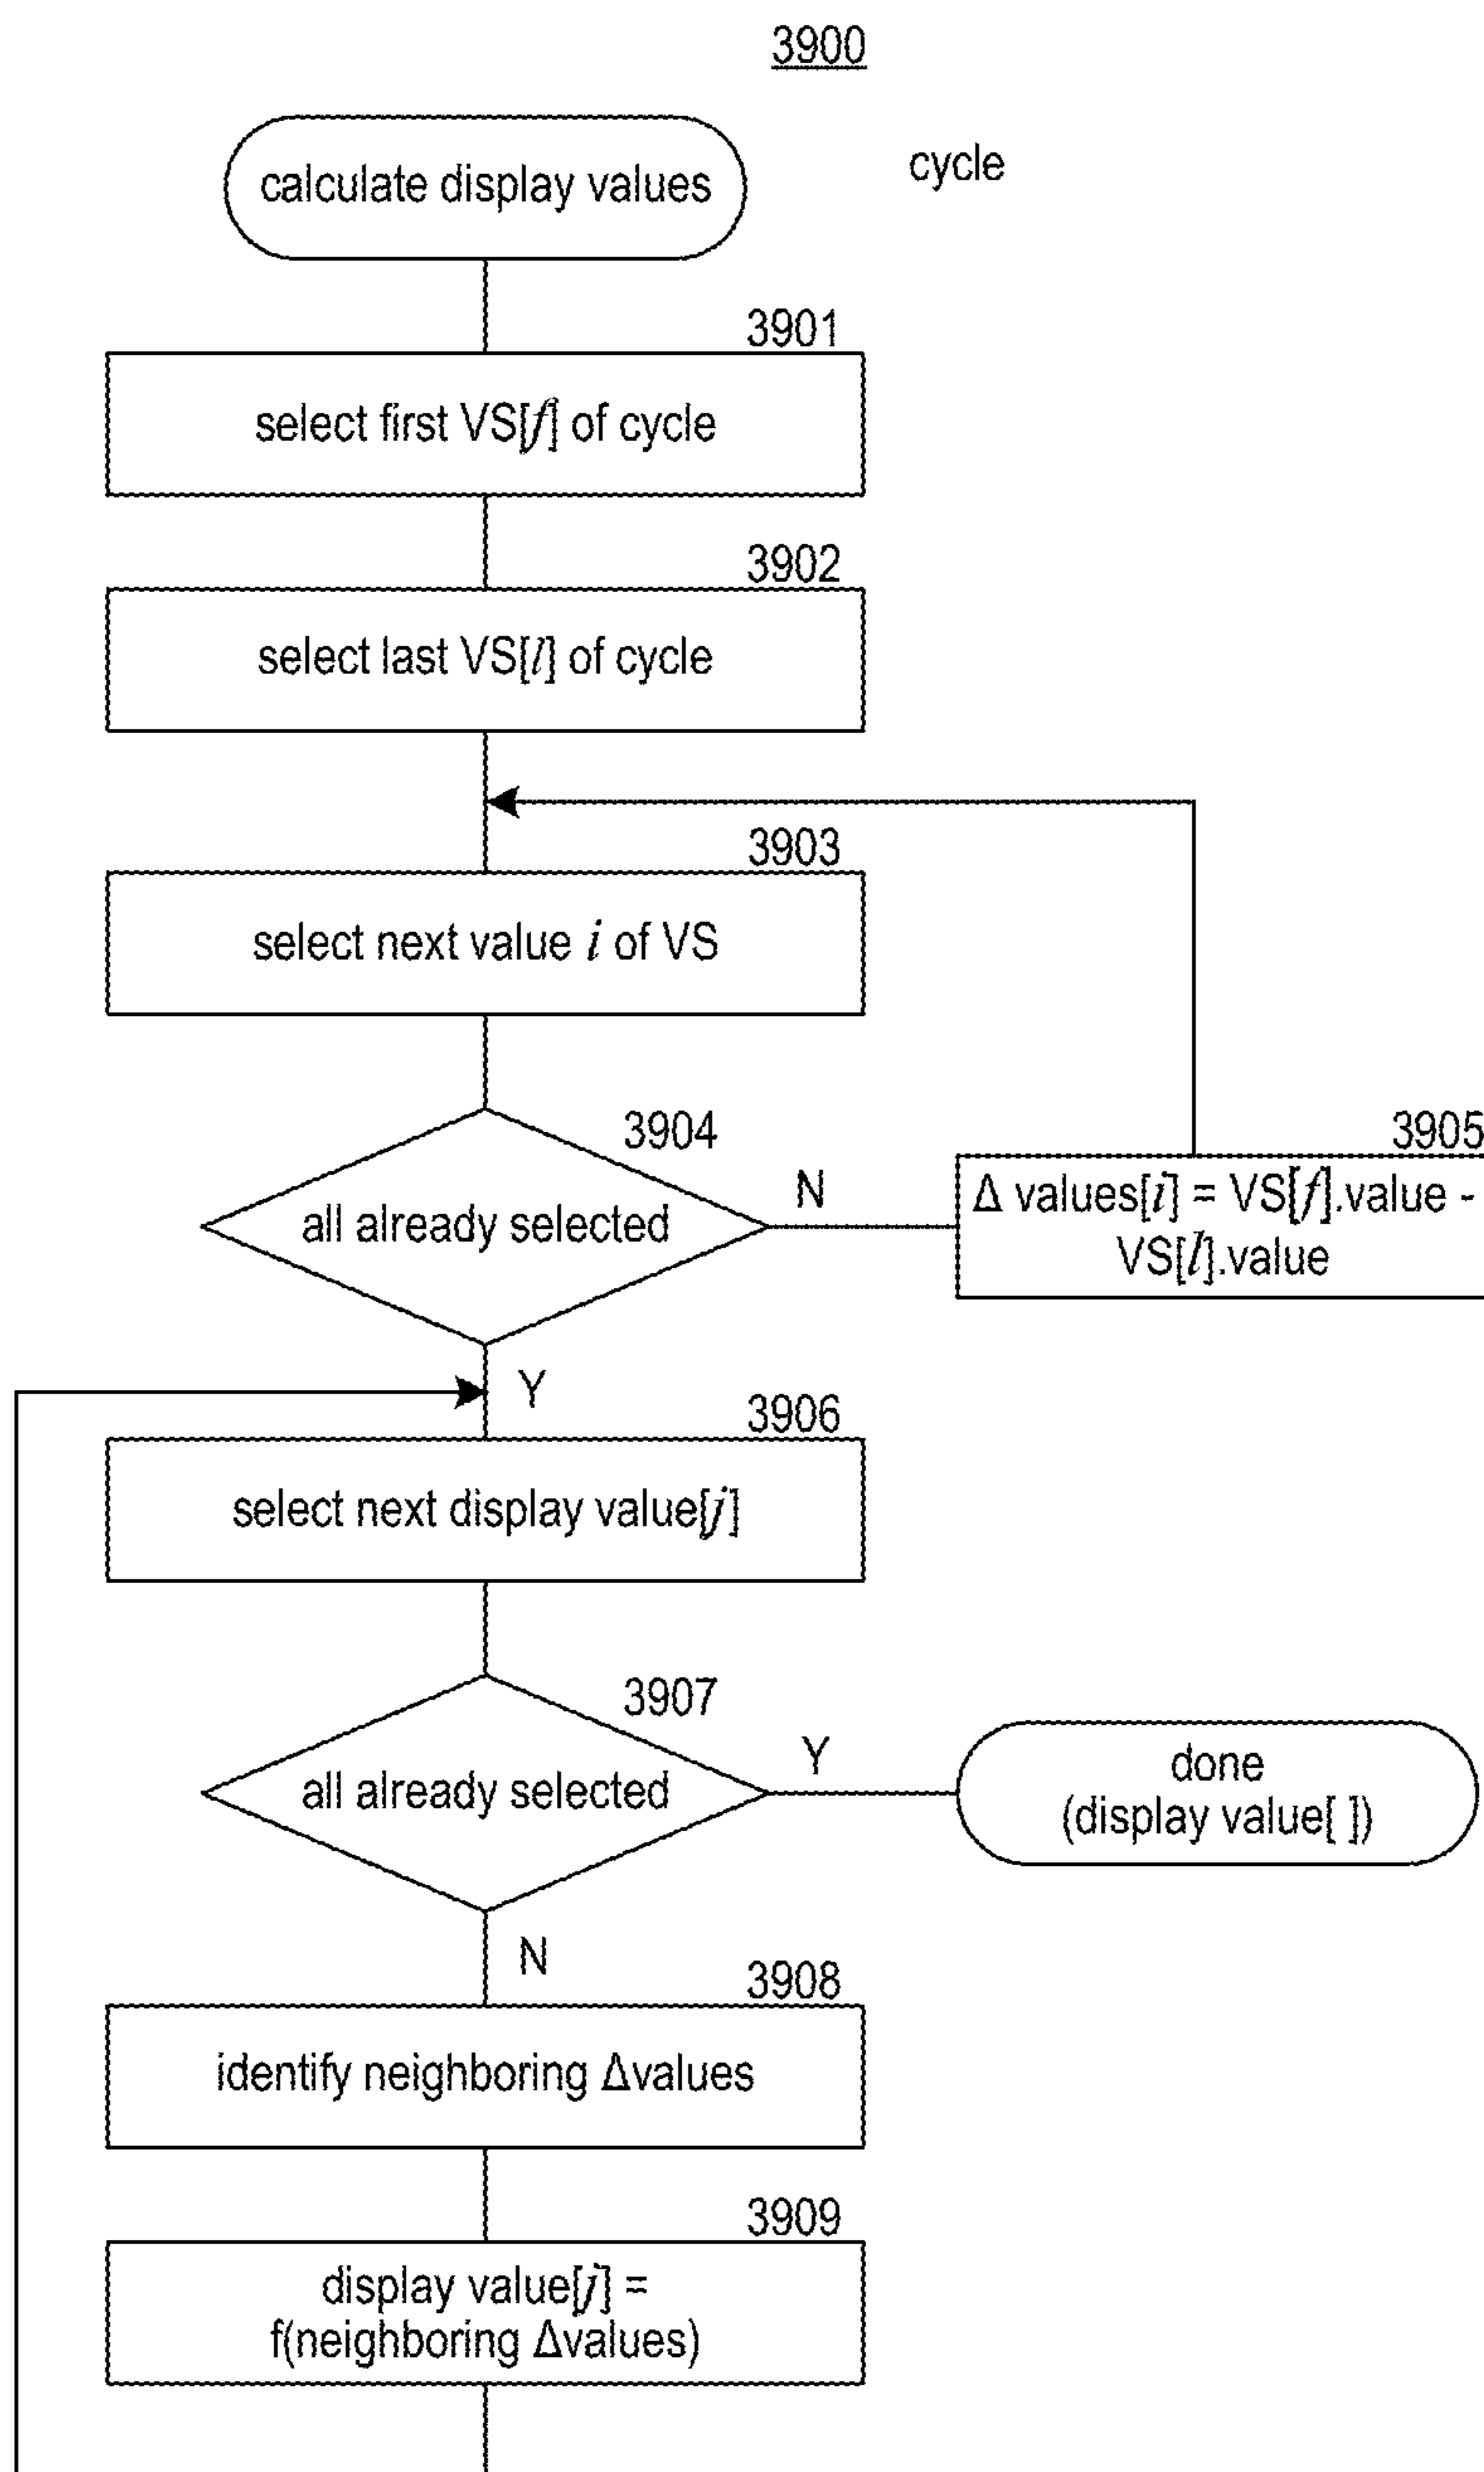 3900
calculate display values
cycle
3901
select first VS[f] of cycle
3902
select last VS[l] of cycle
3903
select next value i of VS
3904
all already selected
N
3905
Δ values[i] = VS[f].value -
VS[l].value
Y
3906
select next display value[j]
3907
all already selected
Y
done
(display value[ ])
N
3908
identify neighboring Δvalues
3909
display value[j] =
f(neighboring Δvalues)